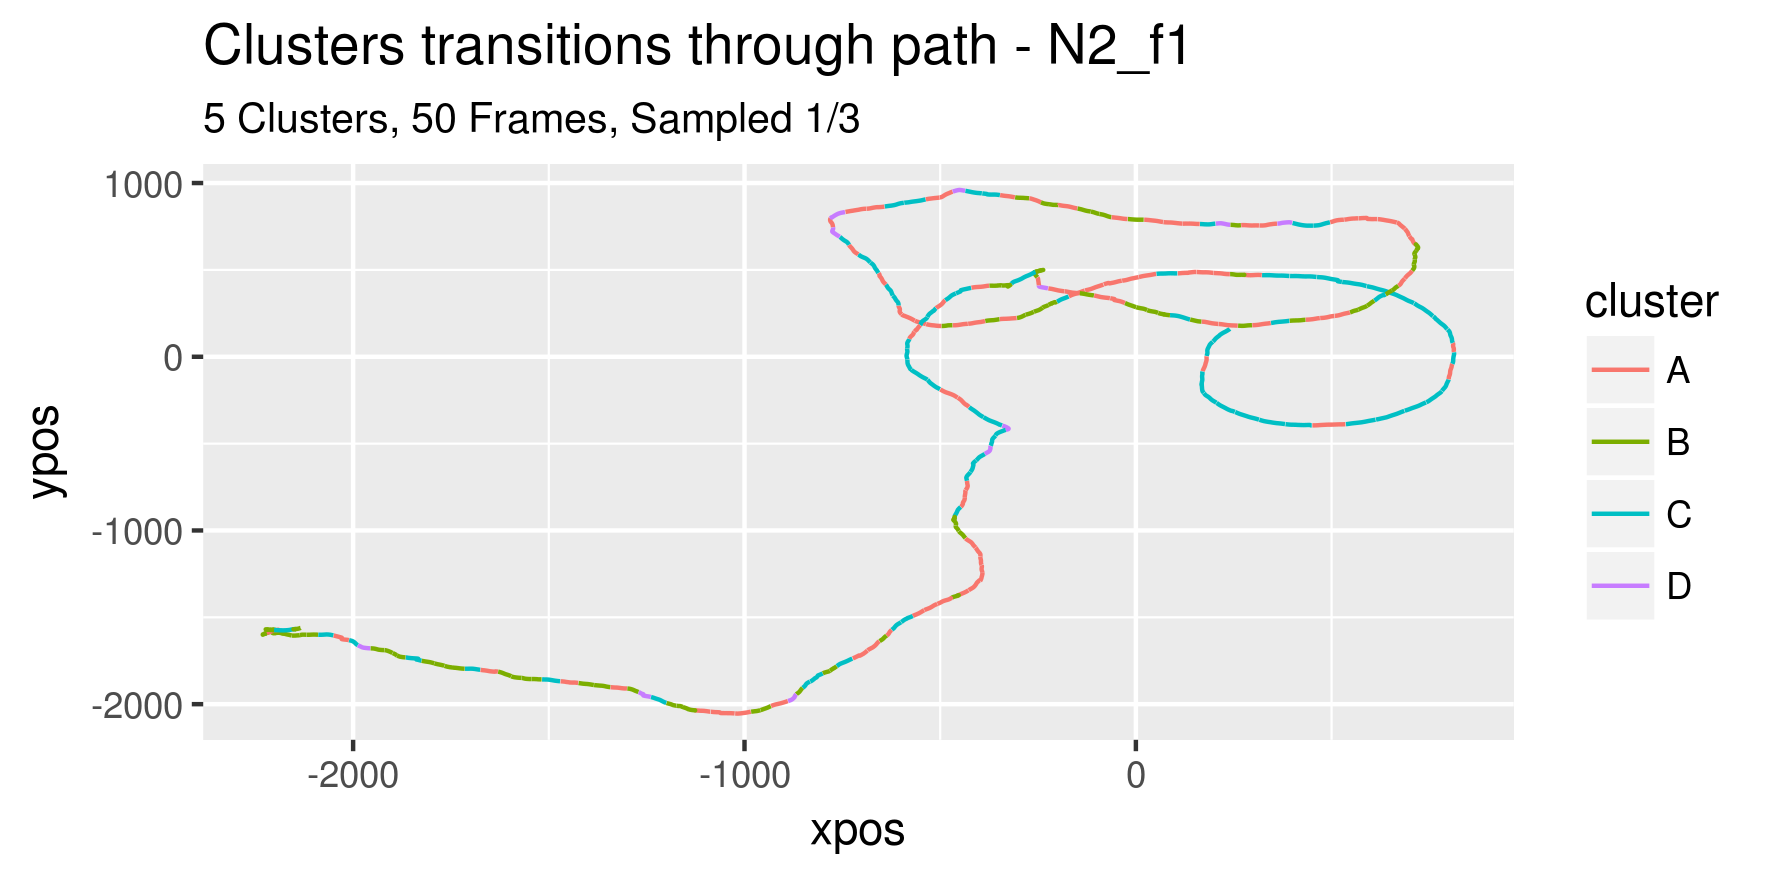 Clusters transitions through path - N2_f1
5 Clusters, 50 Frames, Sampled 1/3
1000
0
-1000
-2000
ypos
-2000
-1000
0
xpos
cluster
A
B
C
D